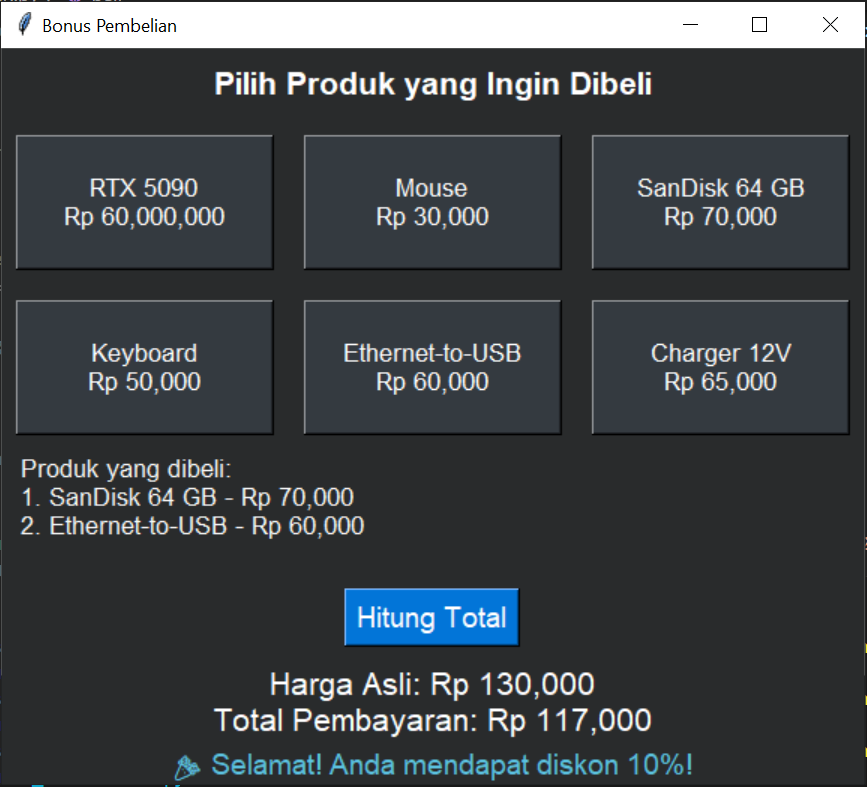 Bonus Pembelian
Pilih Produk yang Ingin Dibeli
RTX 5090
Rp 60,000,000
Mouse
Rp 30,000
SanDisk 64 GB
Rp 70,000
Keyboard
Rp 50,000
Ethernet-to-USB
Rp 60,000
Charger 12V
Rp 65,000
Produk yang dibeli:
1. SanDisk 64 GB - Rp 70,000
2. Ethernet-to-USB - Rp 60,000
Hitung Total
Harga Asli: Rp 130,000
Total Pembayaran: Rp 117,000
🎉 Selamat! Anda mendapat diskon 10%!